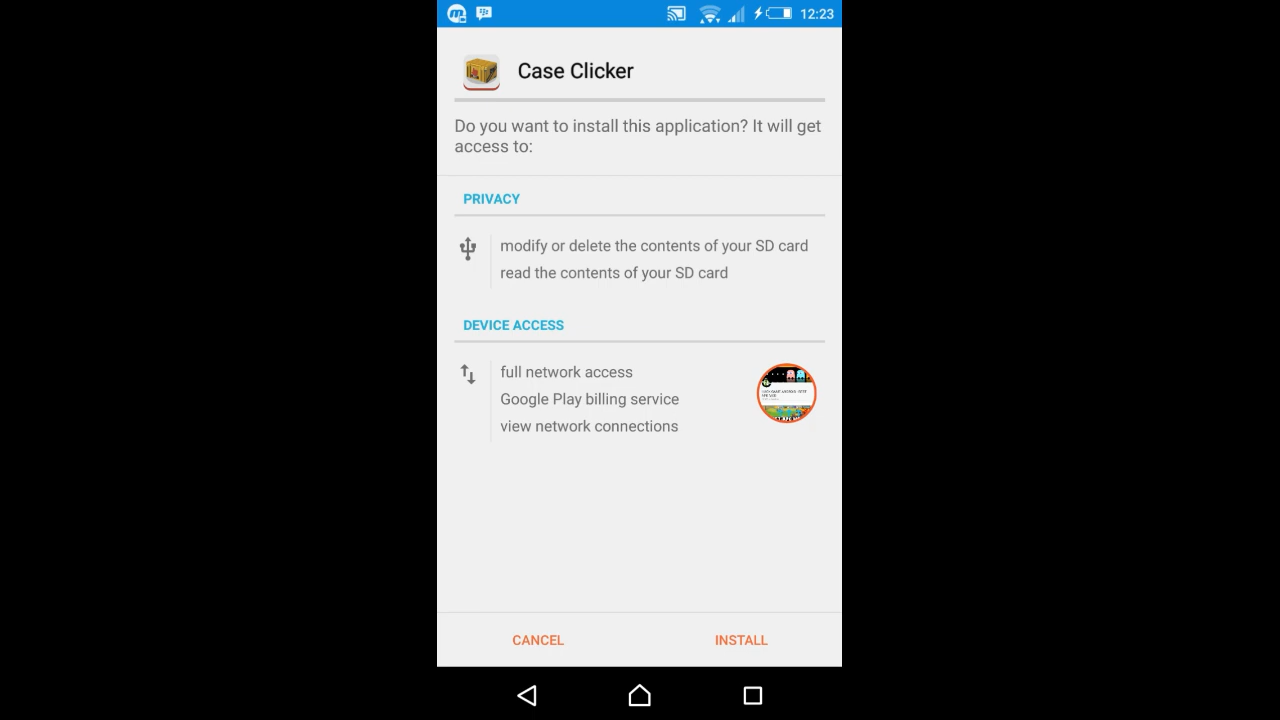 12:23
Case Clicker
Do you want to install this application? It will get
access to:
PRIVACY
modify or delete the contents of your SD card
read the contents of your SD card
DEVICE ACCESS
full network access
Google Play billing service
view network connections
CANCEL
INSTALL